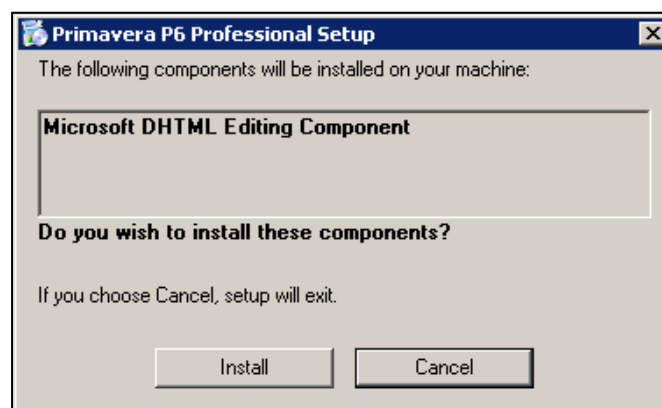 Primavera P6 Professional Setup
The following components will be installed on your machine:
Microsoft DHTML Editing Component
Do you wish to install these components?
If you choose Cancel, setup will exit.
Install
Cancel